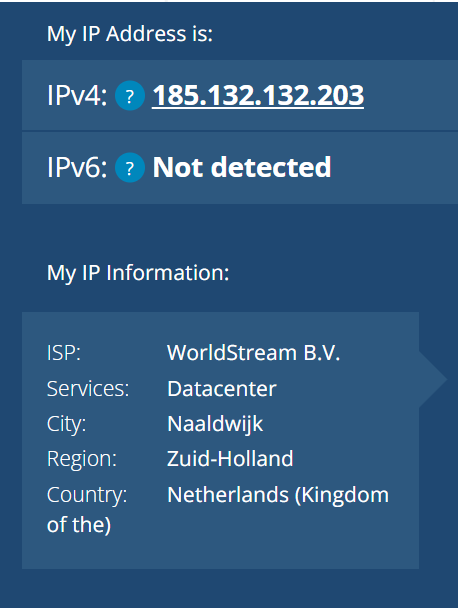 My IP Address is:
IPv4: ? 185.132.132.203
IPv6: ? Not detected
My IP Information:
ISP: WorldStream B.V.
Services: Datacenter
City: Naaldwijk
Region: Zuid-Holland
Country: Netherlands (Kingdom
of the)